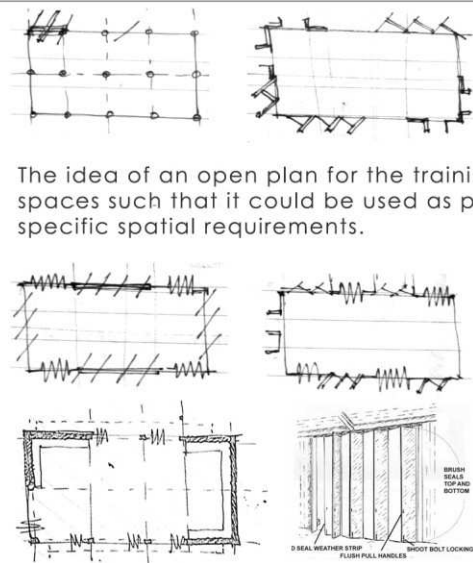 The idea of an open plan for the traini
spaces such that it could be used as p
specific spatial requirements.
BRUSH
SEALS
TOP AND
BOTTOM
D SEAL WEATHER STRIP
FLUSH PULL HANDLES
SHOOT BOLT LOCKING